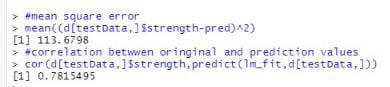 > #mean square error
> mean((d[testData,]$strength-pred)^2)
[1] 113.6798
> #correlation betwwen oringinal and prediction values
> cor(d[testData,]$strength,predict(lm_fit,d[testData,]))
[1] 0.7815495